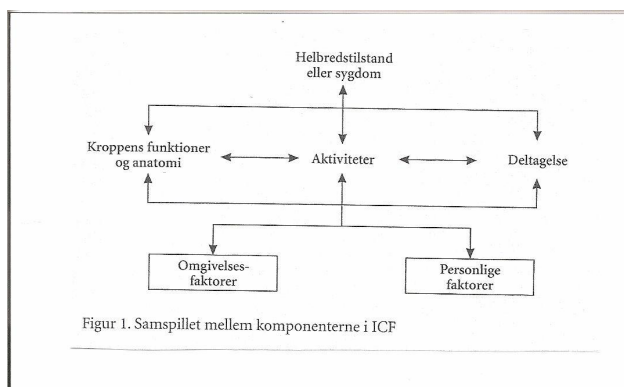 Helbredstilstand
eller sygdom
Kroppens funktioner
og anatomi
Aktiviteter
Deltagelse
Omgivelses-
faktorer
Personlige
faktorer
Figur 1. Samspillet mellem komponenterne i ICF